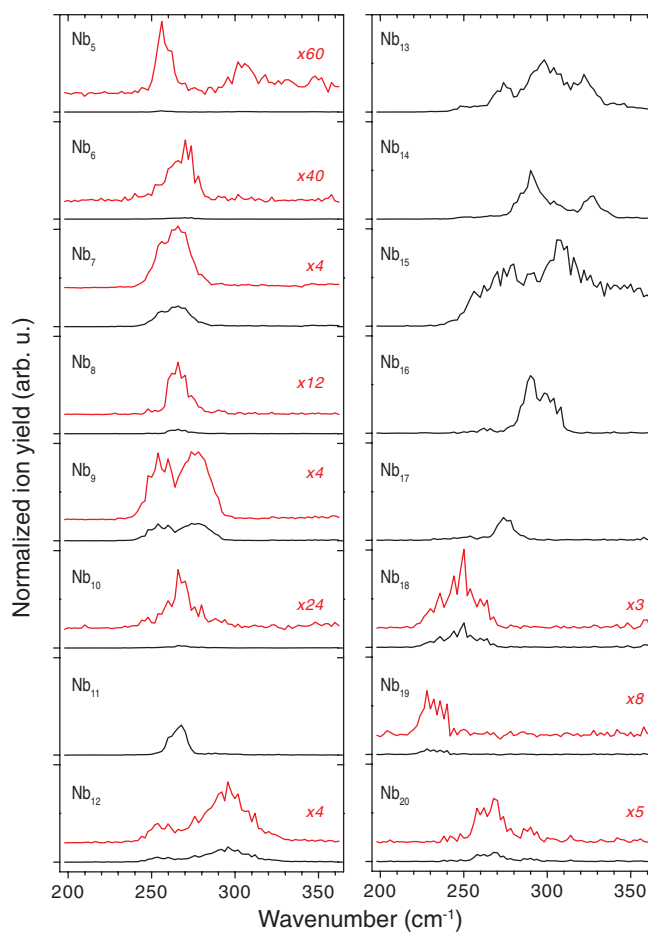 Normalized ion yield (arb. u.)
Nb5
x60
Nb6
x40
Nb7
x4
Nb8
x12
Nb9
x4
Nb10
x24
Nb11
Nb12
x4
200 250 300 350
Nb13
Nb14
Nb15
Nb16
Nb17
Nb18
x3
Nb19
x8
Nb20
x5
200 250 300 350
Wavenumber (cm-1)